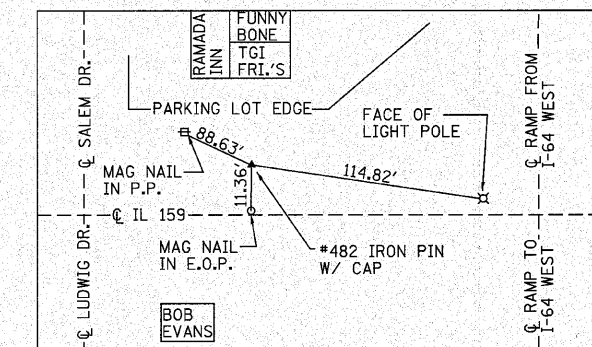 RAMADA INN
FUNNY
BONE
TGI
FRI.'S
℄ SALEM DR.
PARKING LOT EDGE
FACE OF
LIGHT POLE
℄ RAMP FROM
I-64 WEST
88.63'
114.82'
11.36'
MAG NAIL
IN P.P.
℄ IL 159
℄ LUDWIG DR.
MAG NAIL
IN E.O.P.
#482 IRON PIN
W/ CAP
℄ RAMP TO
I-64 WEST
BOB
EVANS